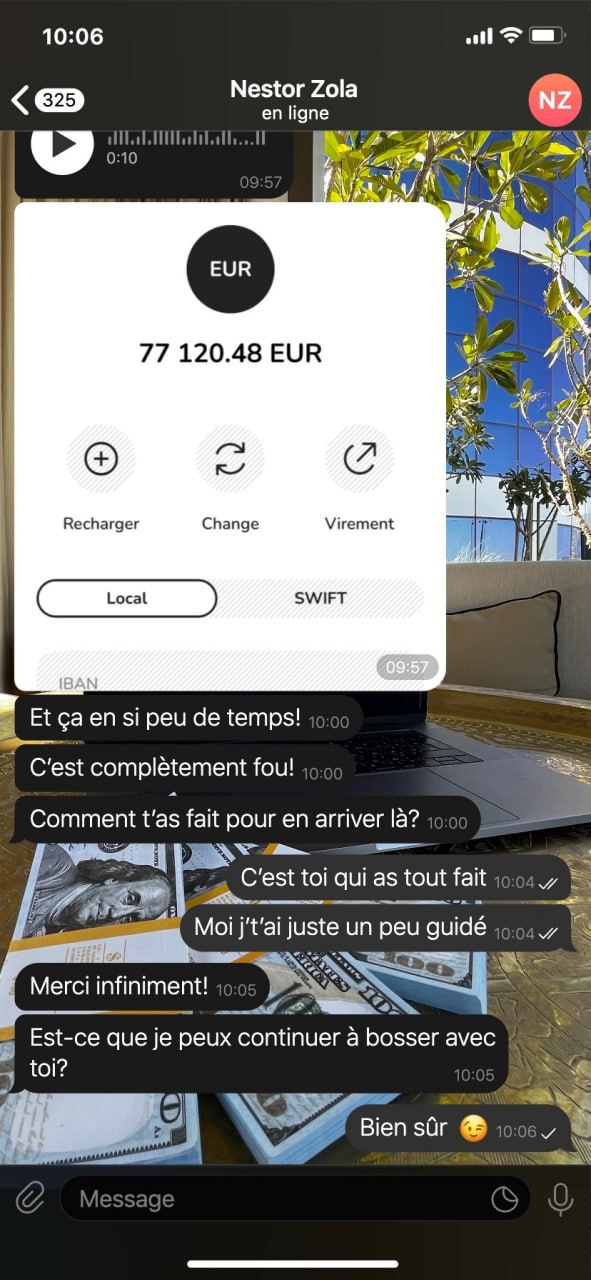 10:06
325
Nestor Zola
en ligne
NZ
0:10
09:57
EUR
77 120.48 EUR
Recharger Change Virement
Local SWIFT
IBAN
09:57
Et ça en si peu de temps! 10:00
C'est complètement fou! 10:00
Comment t'as fait pour en arriver là? 10:00
C'est toi qui as tout fait 10:04
Moi j't'ai juste un peu guidé 10:04
Merci infiniment! 10:05
Est-ce que je peux continuer à bosser avec
toi?
10:05
Bien sûr 😉 10:06
Message